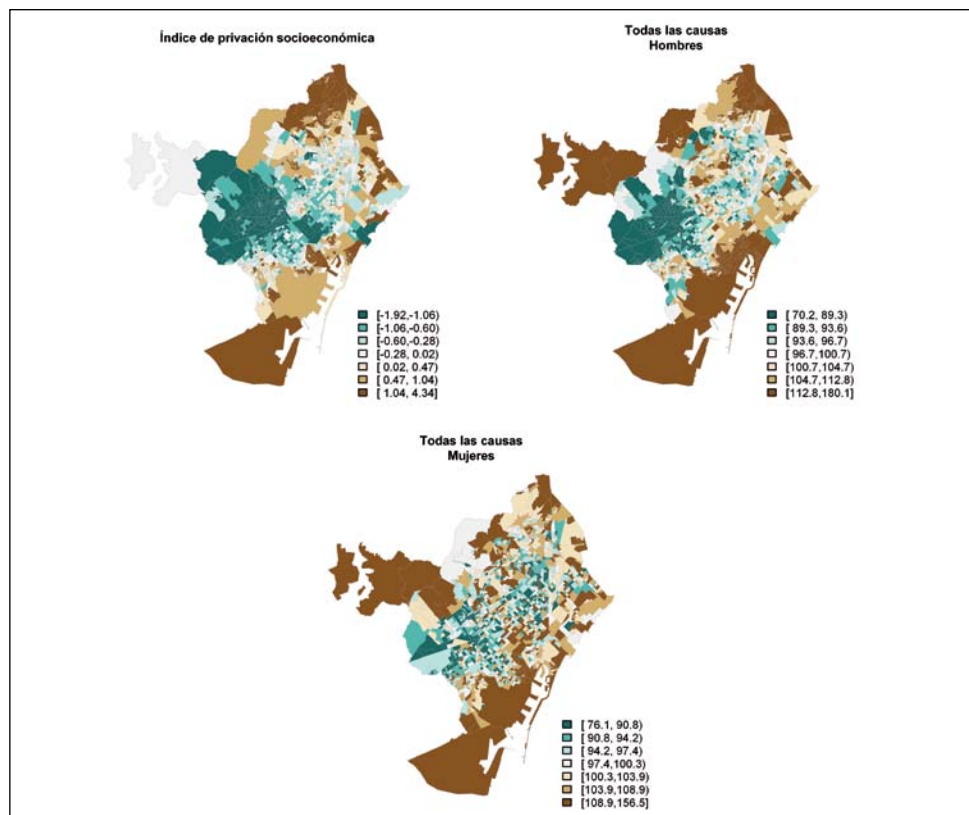 Índice de privación socioeconómica
Todas las causas
Hombres
[-1.92,-1.06)
[-1.06,-0.60)
[-0.60,-0.28)
[-0.28, 0.02)
[ 0.02, 0.47)
[ 0.47, 1.04)
[ 1.04, 4.34]
[ 70.2, 89.3)
[ 89.3, 93.6)
[ 93.6, 96.7)
[ 96.7,100.7)
[100.7,104.7)
[104.7,112.8)
[112.8,180.1]
Todas las causas
Mujeres
[ 76.1, 90.8)
[ 90.8, 94.2)
[ 94.2, 97.4)
[ 97.4,100.3)
[100.3,103.9)
[103.9,108.9)
[108.9,156.5]